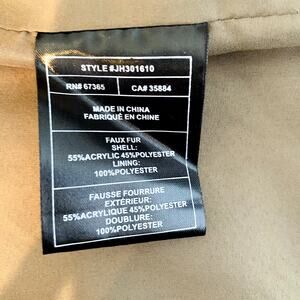 STYLE #JH301610
RN# 67365 CA# 35884
MADE IN CHINA
FABRIQUÉ EN CHINE
FAUX FUR
SHELL:
55%ACRYLIC 45%POLYESTER
LINING:
100%POLYESTER
FAUSSE FOURRURE
EXTÉRIEUR:
55%ACRYLIQUE 45%POLYESTER
DOUBLURE:
100%POLYESTER